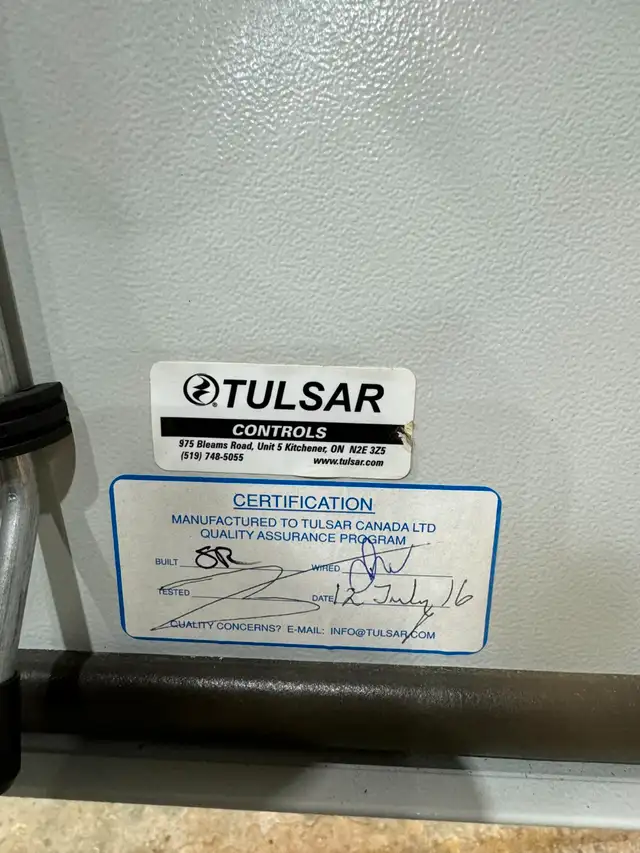 TULSAR
CONTROLS
975 Bleams Road, Unit 5 Kitchener, ON N2E 3Z5
(519) 748-5055 www.tulsar.com
CERTIFICATION
MANUFACTURED TO TULSAR CANADA LTD
QUALITY ASSURANCE PROGRAM
BUILT SR WIRED
TESTED DATE 12 July 16
QUALITY CONCERNS? E-MAIL: INFO@TULSAR.COM